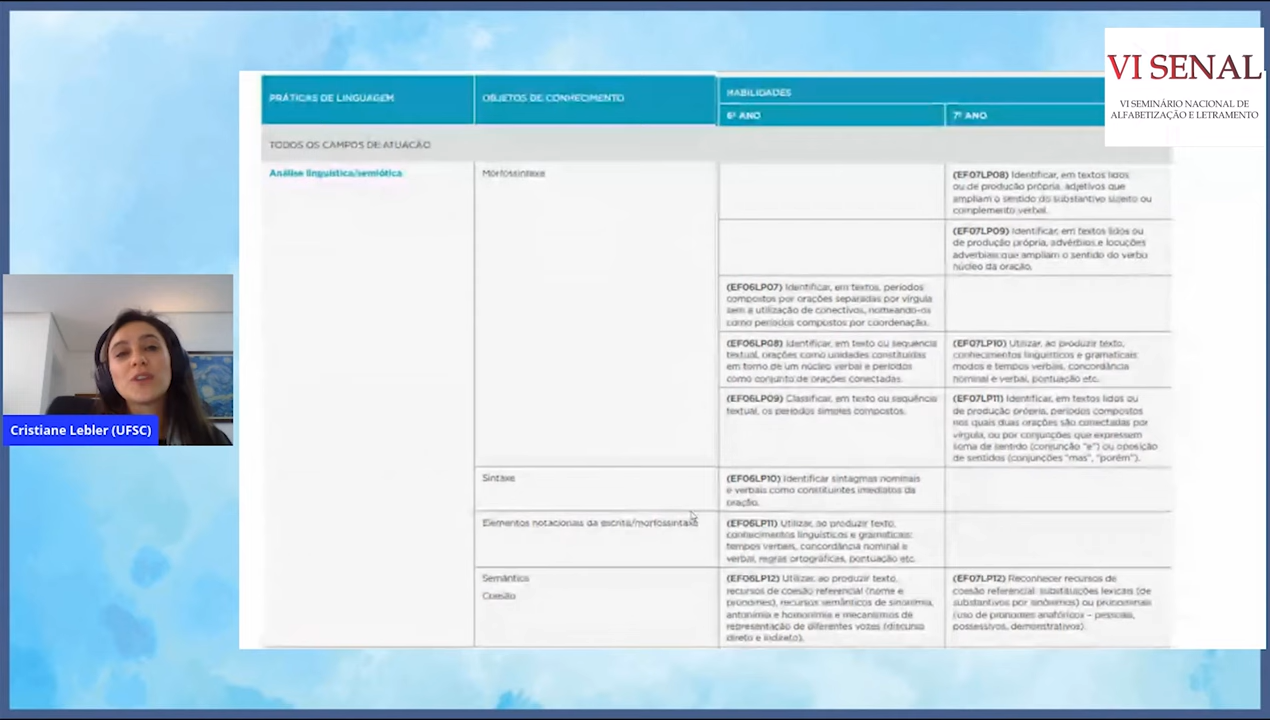 VI SENAL
VI SEMINÁRIO NACIONAL DE
ALFABETIZAÇÃO E LETRAMENTO
PRÁTICAS DE LINGUAGEM
OBJETOS DE CONHECIMENTO
HABILIDADES
6º ANO
7º ANO
TODOS OS CAMPOS DE ATUAÇÃO
Análise linguística/semiótica
Morfossintaxe
(EF07LP08) Identificar, em textos lidos
ou de produção própria, adjetivos que
ampliam o sentido do substantivo sujeito ou
complemento verbal.
(EF07LP09) Identificar, em textos lidos ou
de produção própria, advérbios e locuções
adverbiais que ampliam o sentido do verbo
núcleo da oração.
(EF06LP07) Identificar, em textos, períodos
compostos por orações separadas por vírgula
sem a utilização de conectivos, nomeando-os
como períodos compostos por coordenação.
(EF06LP08) Identificar, em texto ou sequência
textual, orações como unidades constituídas
em torno de um núcleo verbal e períodos
como conjunto de orações conectadas.
(EF07LP10) Utilizar, ao produzir texto,
conhecimentos linguísticos e gramaticais:
modos e tempos verbais, concordância
nominal e verbal, pontuação etc.
(EF06LP09) Classificar, em texto ou sequência
textual, os períodos simples compostos.
(EF07LP11) Identificar, em textos lidos ou
de produção própria, períodos compostos
nos quais duas orações são conectadas por
vírgula, ou por conjunções que expressem
soma de sentido (conjunção "e") ou oposição
de sentidos (conjunções "mas", "porém").
Sintaxe
(EF06LP10) Identificar sintagmas nominais
e verbais como constituintes imediatos da
oração.
Elementos notacionais da escrita/morfossintaxe
(EF06LP11) Utilizar, ao produzir texto,
conhecimentos linguísticos e gramaticais:
tempos verbais, concordância nominal e
verbal, regras ortográficas, pontuação etc.
Semântica
Coesão
(EF06LP12) Utilizar, ao produzir texto,
recursos de coesão referencial (nome e
pronomes), recursos semânticos de sinonímia,
antonímia e homonímia e mecanismos de
representação de diferentes vozes (discurso
direto e indireto).
(EF07LP12) Reconhecer recursos de
coesão referencial: substituições lexicais (de
substantivos por sinônimos) ou pronominais
(uso de pronomes anafóricos – pessoais,
possessivos, demonstrativos).
Cristiane Lebler (UFSC)